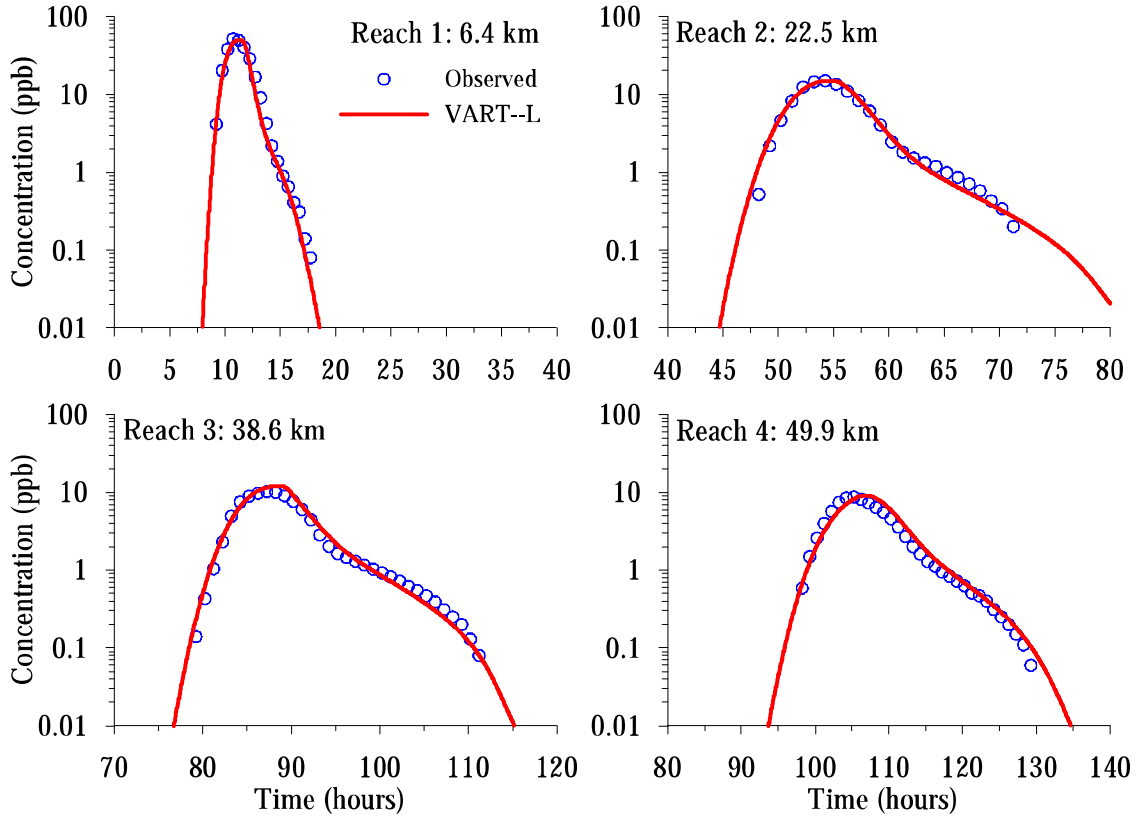 Reach 1: 6.4 km
Observed
VART--L
Concentration (ppb)
100
10
1
0.1
0.01
0 5 10 15 20 25 30 35 40
Reach 2: 22.5 km
100
10
1
0.1
0.01
40 45 50 55 60 65 70 75 80
Reach 3: 38.6 km
Concentration (ppb)
100
10
1
0.1
0.01
70 80 90 100 110 120
Time (hours)
Reach 4: 49.9 km
100
10
1
0.1
0.01
80 90 100 110 120 130 140
Time (hours)